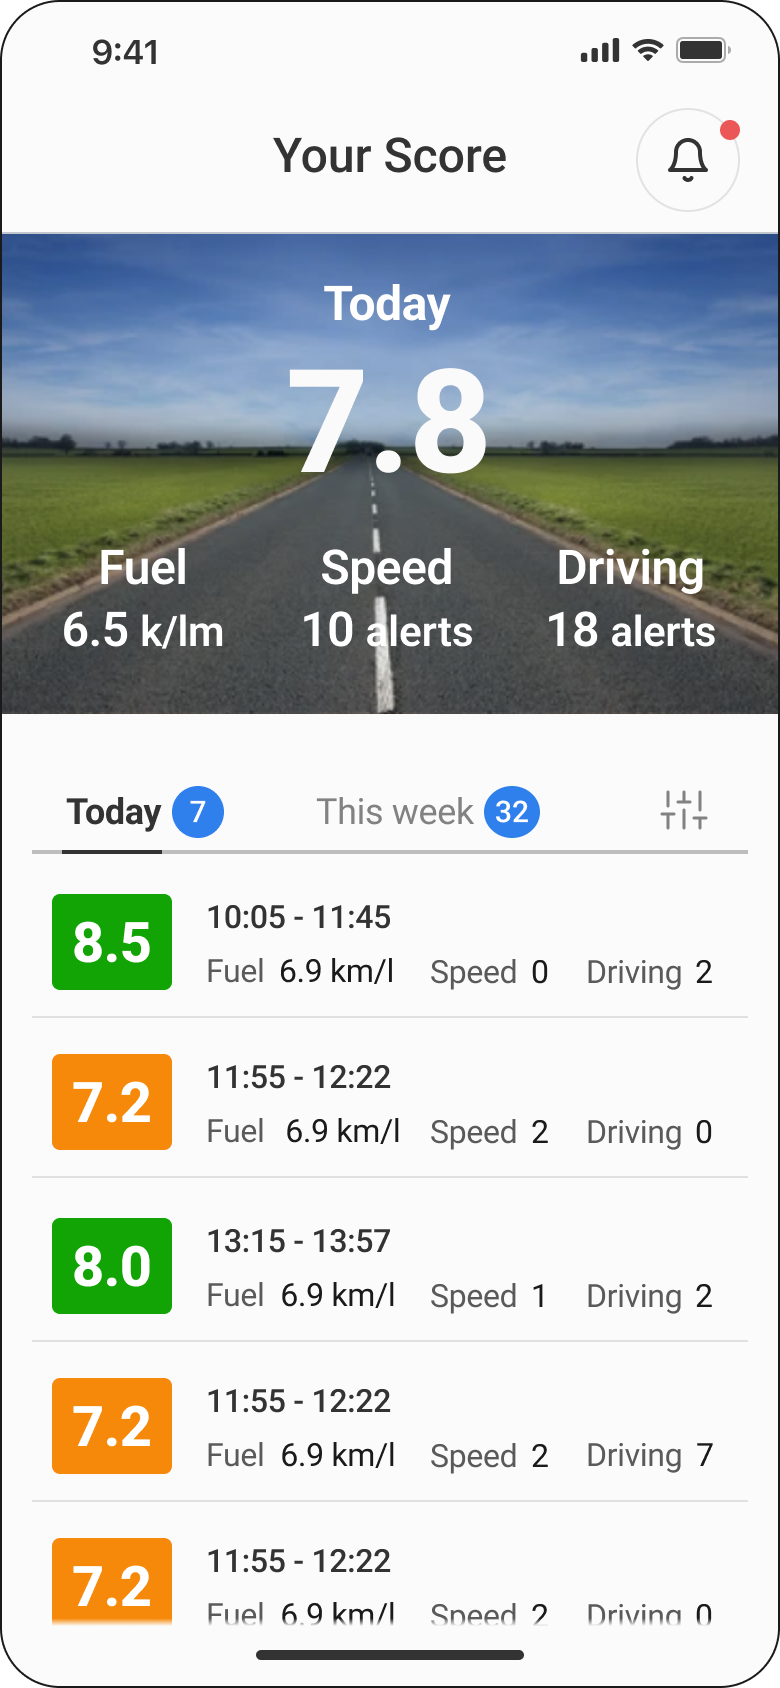 9:41
Your Score
Today
7.8
Fuel Speed Driving
6.5 k/lm 10 alerts 18 alerts
Today 7 This week 32
8.5
10:05 - 11:45
Fuel 6.9 km/l Speed 0 Driving 2
7.2
11:55 - 12:22
Fuel 6.9 km/l Speed 2 Driving 0
8.0
13:15 - 13:57
Fuel 6.9 km/l Speed 1 Driving 2
7.2
11:55 - 12:22
Fuel 6.9 km/l Speed 2 Driving 7
7.2
11:55 - 12:22
Fuel 6.9 km/l Speed 2 Driving 0